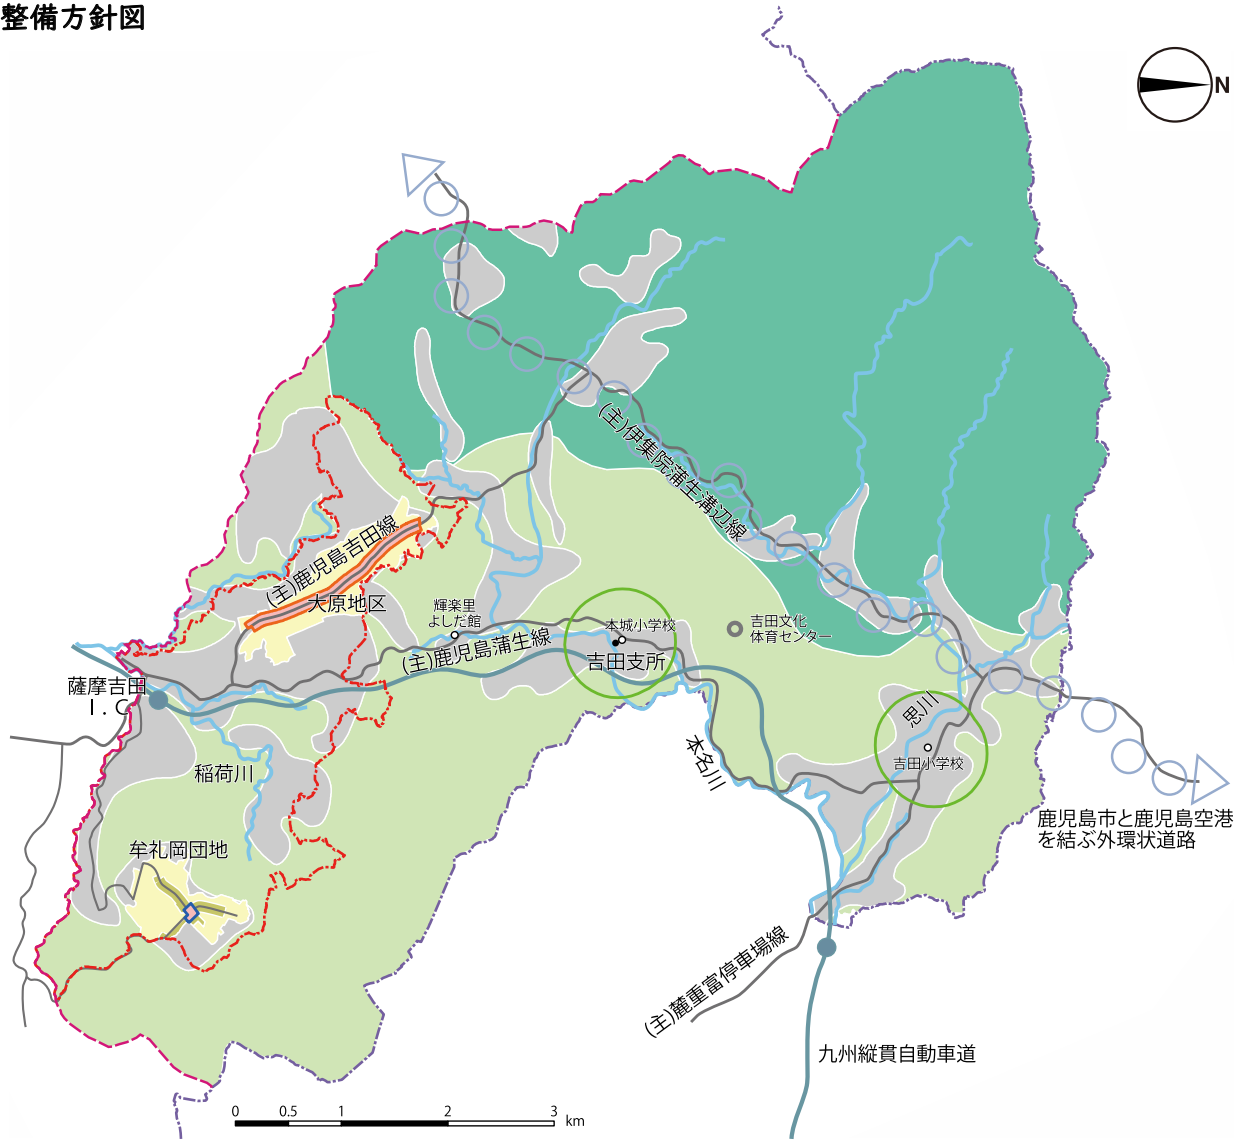 整備方針図
N
(主)伊集院蒲生溝辺線
(主)鹿児島吉田線
大原地区
輝楽里
よしだ館
本城小学校
吉田支所
吉田文化
体育センター
(主)鹿児島蒲生線
薩摩吉田
I.C
思川
本名川
吉田小学校
稲荷川
鹿児島市と鹿児島空港
を結ぶ外環状道路
牟礼岡団地
(主)麓重富停車場線
九州縦貫自動車道
0 0.5 1 2 3 km